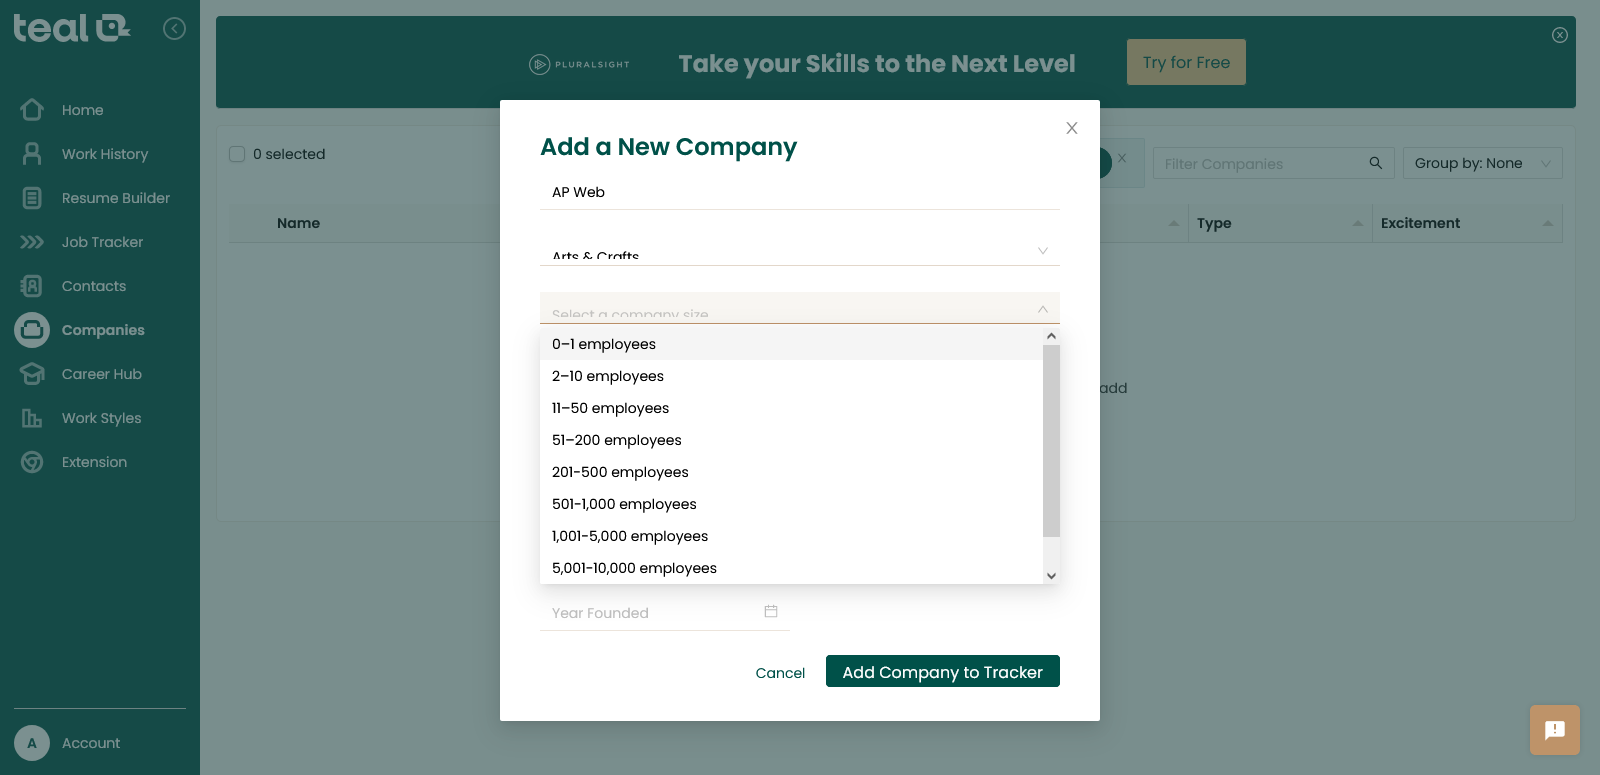 teal
Home
Work History
Resume Builder
Job Tracker
Contacts
Companies
Career Hub
Work Styles
Extension
A Account
PLURALSIGHT Take your Skills to the Next Level Try for Free
0 selected
Filter Companies
Group by: None
Name
Type
Excitement
add
Add a New Company
AP Web
Arts & Crafts
Select a company size
0–1 employees
2–10 employees
11–50 employees
51–200 employees
201-500 employees
501-1,000 employees
1,001-5,000 employees
5,001-10,000 employees
Year Founded
Cancel
Add Company to Tracker